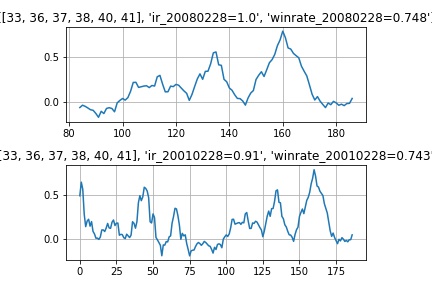 [33, 36, 37, 38, 40, 41], 'ir_20080228=1.0', 'winrate_20080228=0.748']
0.5
0.0
80 100 120 140 160 180
[33, 36, 37, 38, 40, 41], 'ir_20010228=0.91', 'winrate_20010228=0.743'
0.5
0.0
0 25 50 75 100 125 150 175